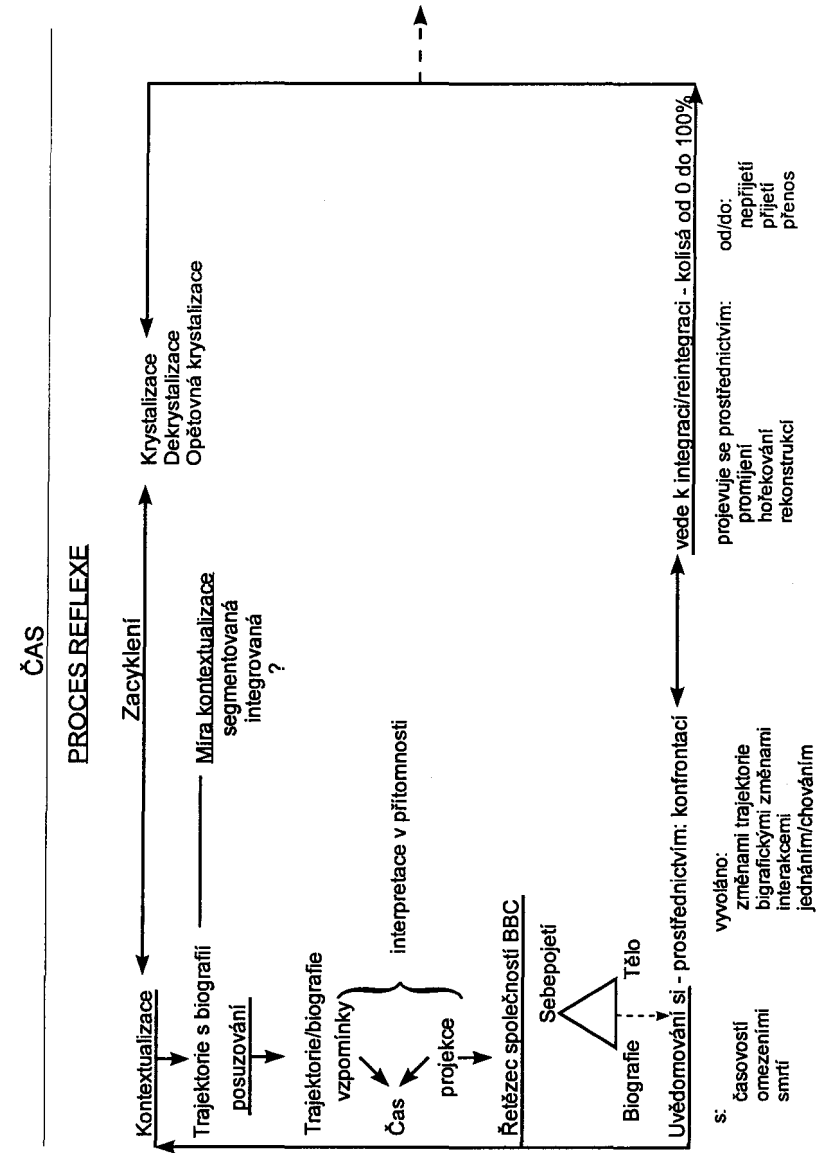 ČAS
PROCES REFLEXE
Zacyklení
Kontextualizace
Krystalizace
Dekrystalizace
Opětovná krystalizace
Trajektorie s biografií
posuzování
Míra kontextualizace
segmentovaná
integrovaná
?
Trajektorie/biografie
vzpomínky
Čas
projekce
interpretace v přítomnosti
Řetězec společností BBC
Sebepojetí
Biografie
Tělo
Uvědomování si - prostřednictvím: konfrontací
vede k integraci/reintegraci - kolísá od 0 do 100%
s:
časovostí
omezeními
smrtí
vyvoláno:
změnami trajektorie
bigrafickými změnami
interakcemi
jednáním/chováním
projevuje se prostřednictvím:
promíjení
hořekování
rekonstrukcí
od/do:
nepřijetí
přijetí
přenos